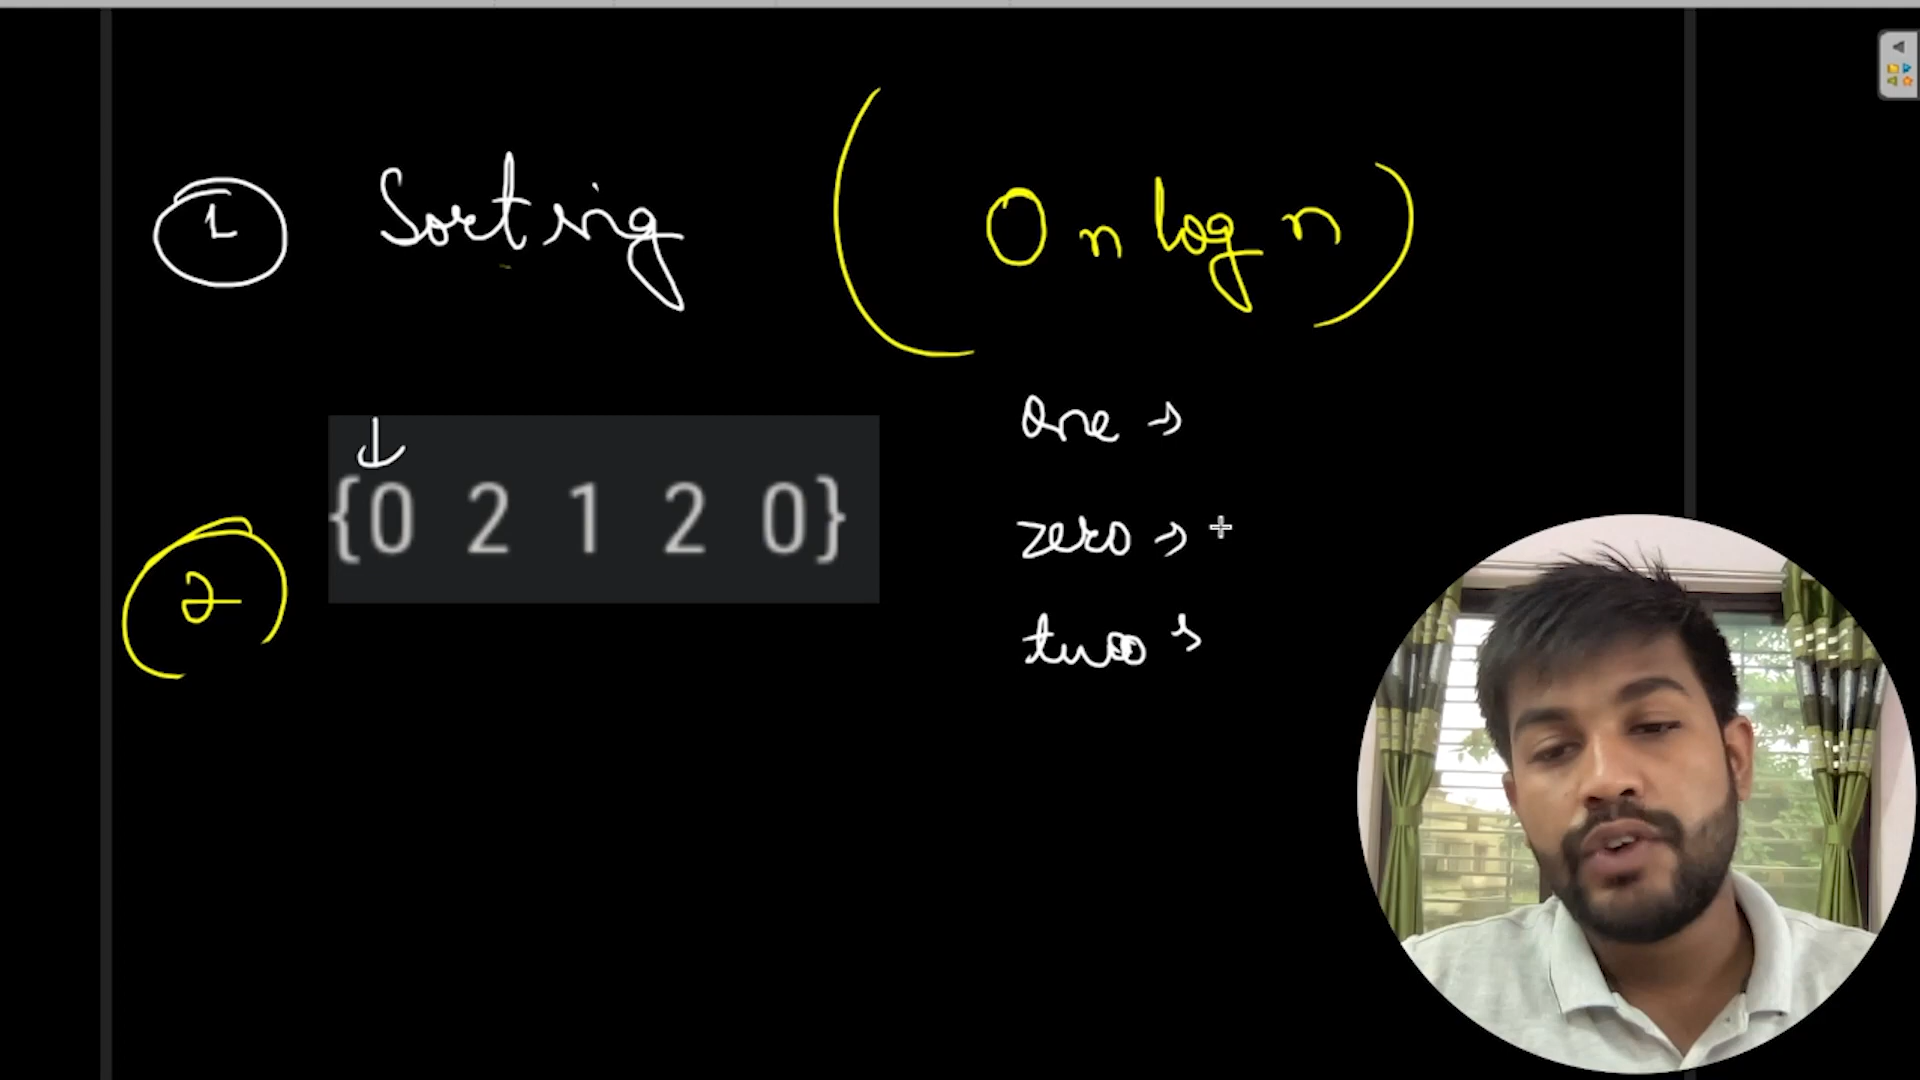 1 Sorting ( O n log n )
2 {0 2 1 2 0}
One →
zero →
two →